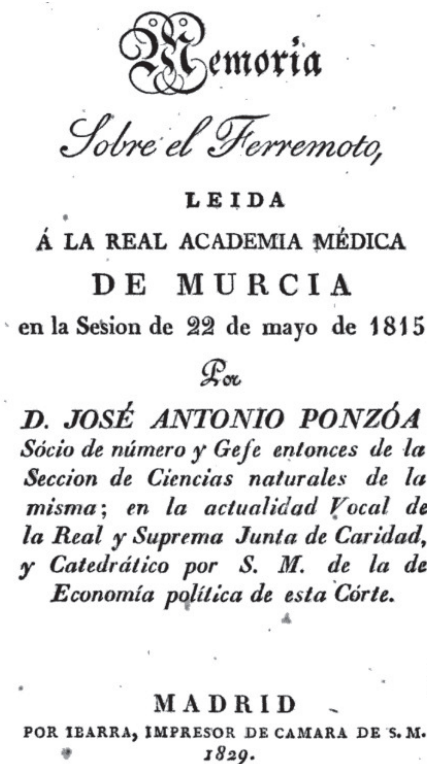 Memoria
Sobre el Terremoto,
LEIDA
Á LA REAL ACADEMIA MÉDICA
DE MURCIA
en la Sesion de 22 de mayo de 1815
Por
D. JOSÉ ANTONIO PONZÓA
Sócio de número y Gefe entonces de la
Seccion de Ciencias naturales de la
misma; en la actualidad Vocal de
la Real y Suprema Junta de Caridad,
y Catedrático por S. M. de la de
Economía política de esta Córte.
MADRID
POR IBARRA, IMPRESOR DE CAMARA DE S. M.
1829.